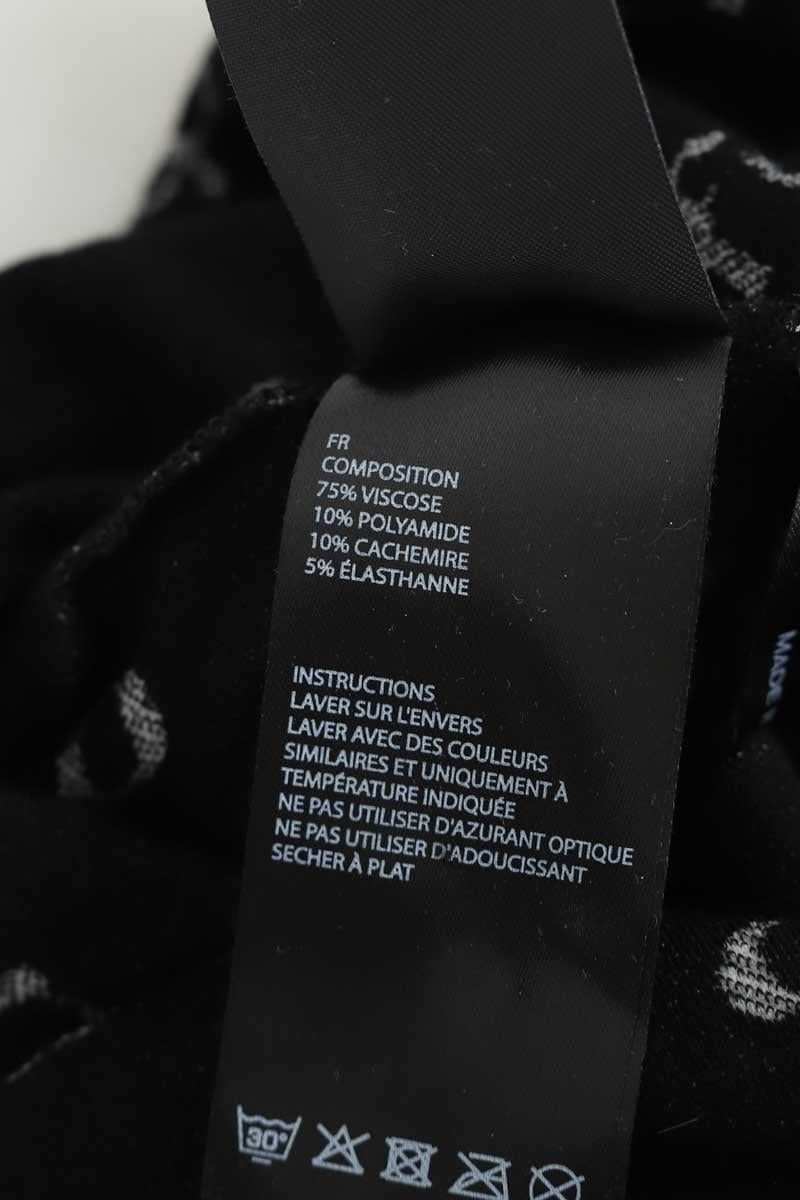 FR
COMPOSITION
75% VISCOSE
10% POLYAMIDE
10% CACHEMIRE
5% ÉLASTHANNE
INSTRUCTIONS
LAVER SUR L'ENVERS
LAVER AVEC DES COULEURS
SIMILAIRES ET UNIQUEMENT À
TEMPÉRATURE INDIQUÉE
NE PAS UTILISER D'AZURANT OPTIQUE
NE PAS UTILISER D'ADOUCISSANT
SECHER À PLAT
30°
MADE